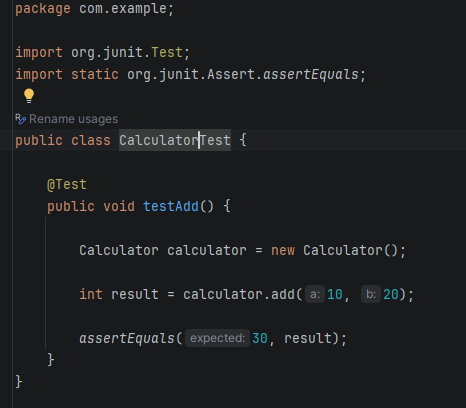 package com.example;
import org.junit.Test;
import static org.junit.Assert.assertEquals;
Rename usages
public class CalculatorTest {
@Test
public void testAdd() {
Calculator calculator = new Calculator();
int result = calculator.add( a: 10, b: 20);
assertEquals( expected: 30, result);
}
}